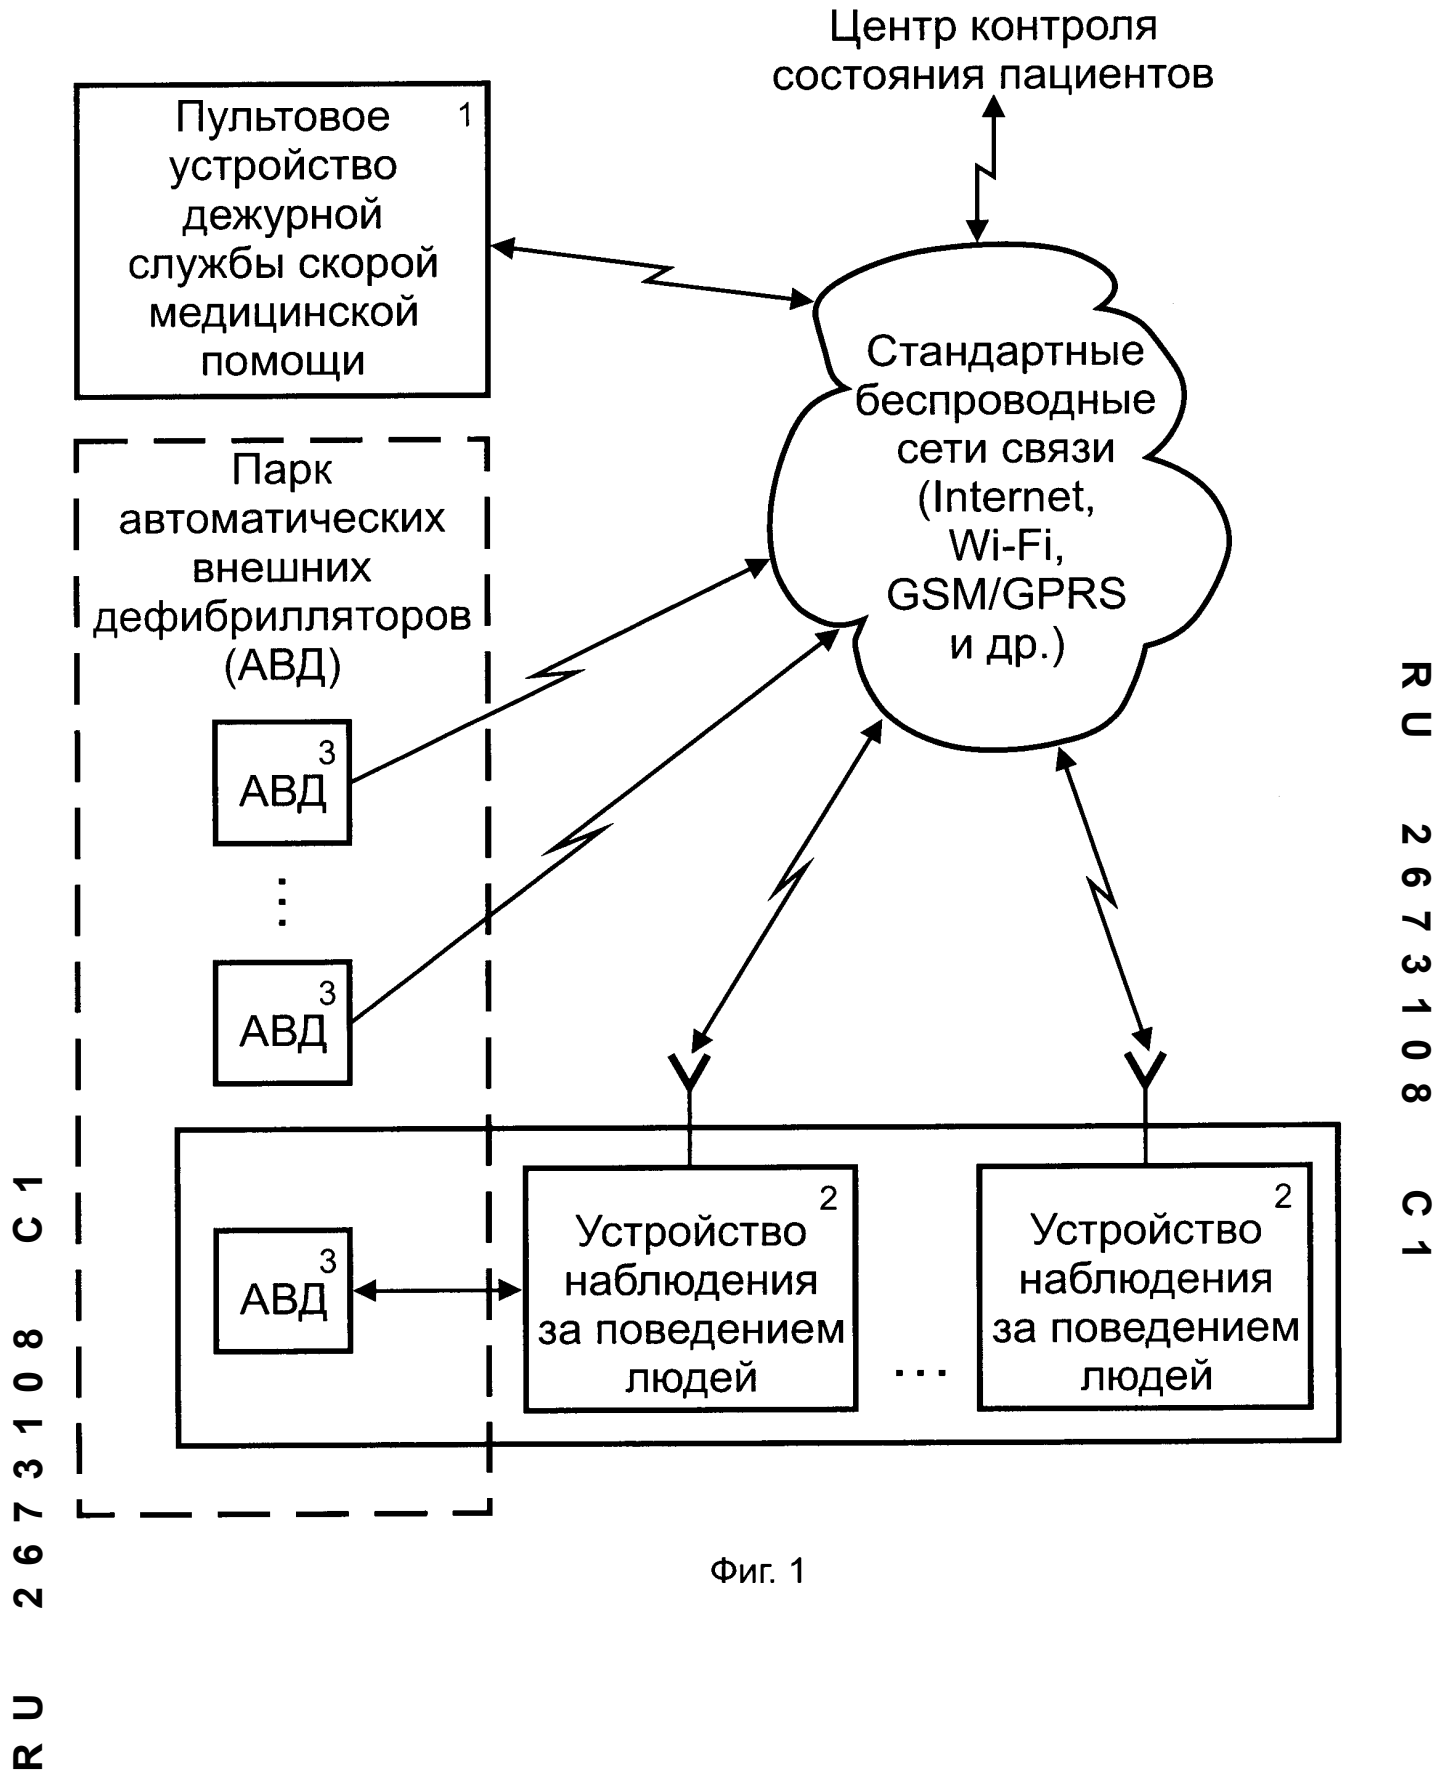 Центр контроля
состояния пациентов
1
Пультовое
устройство
дежурной
службы скорой
медицинской
помощи
Стандартные
беспроводные
сети связи
(Internet,
Wi-Fi,
GSM/GPRS
и др.)
Парк
автоматических
внешних
дефибрилляторов
(АВД)
3
АВД
...
3
АВД
3
АВД
2
Устройство
наблюдения
за поведением
людей
...
2
Устройство
наблюдения
за поведением
людей
Фиг. 1
RU 2673108 C1
RU 2673108 C1